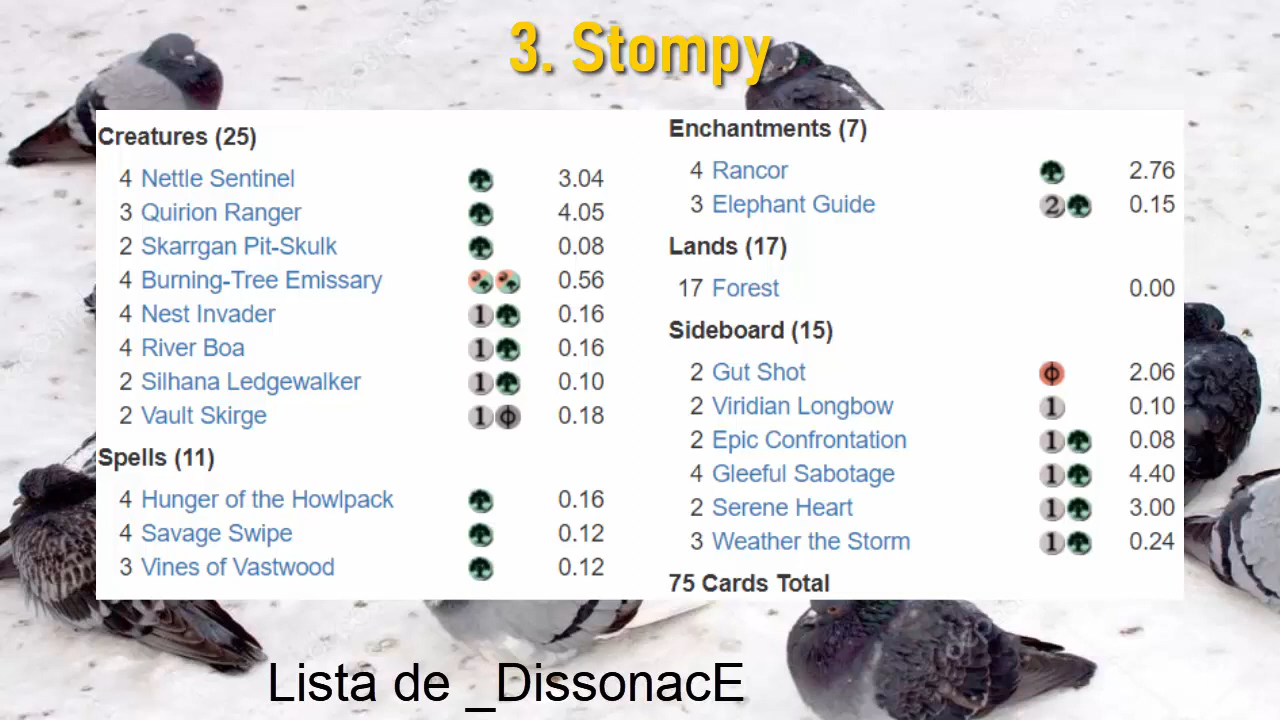 3. Stompy
Creatures (25)
4 Nettle Sentinel 3.04
3 Quirion Ranger 4.05
2 Skarrgan Pit-Skulk 0.08
4 Burning-Tree Emissary 0.56
4 Nest Invader 1 0.16
4 River Boa 1 0.16
2 Silhana Ledgewalker 1 0.10
2 Vault Skirge 1 0.18
Spells (11)
4 Hunger of the Howlpack 0.16
4 Savage Swipe 0.12
3 Vines of Vastwood 0.12
Enchantments (7)
4 Rancor 2.76
3 Elephant Guide 2 0.15
Lands (17)
17 Forest 0.00
Sideboard (15)
2 Gut Shot 2.06
2 Viridian Longbow 1 0.10
2 Epic Confrontation 1 0.08
4 Gleeful Sabotage 1 4.40
2 Serene Heart 1 3.00
3 Weather the Storm 1 0.24
75 Cards Total
Lista de _DissonacE